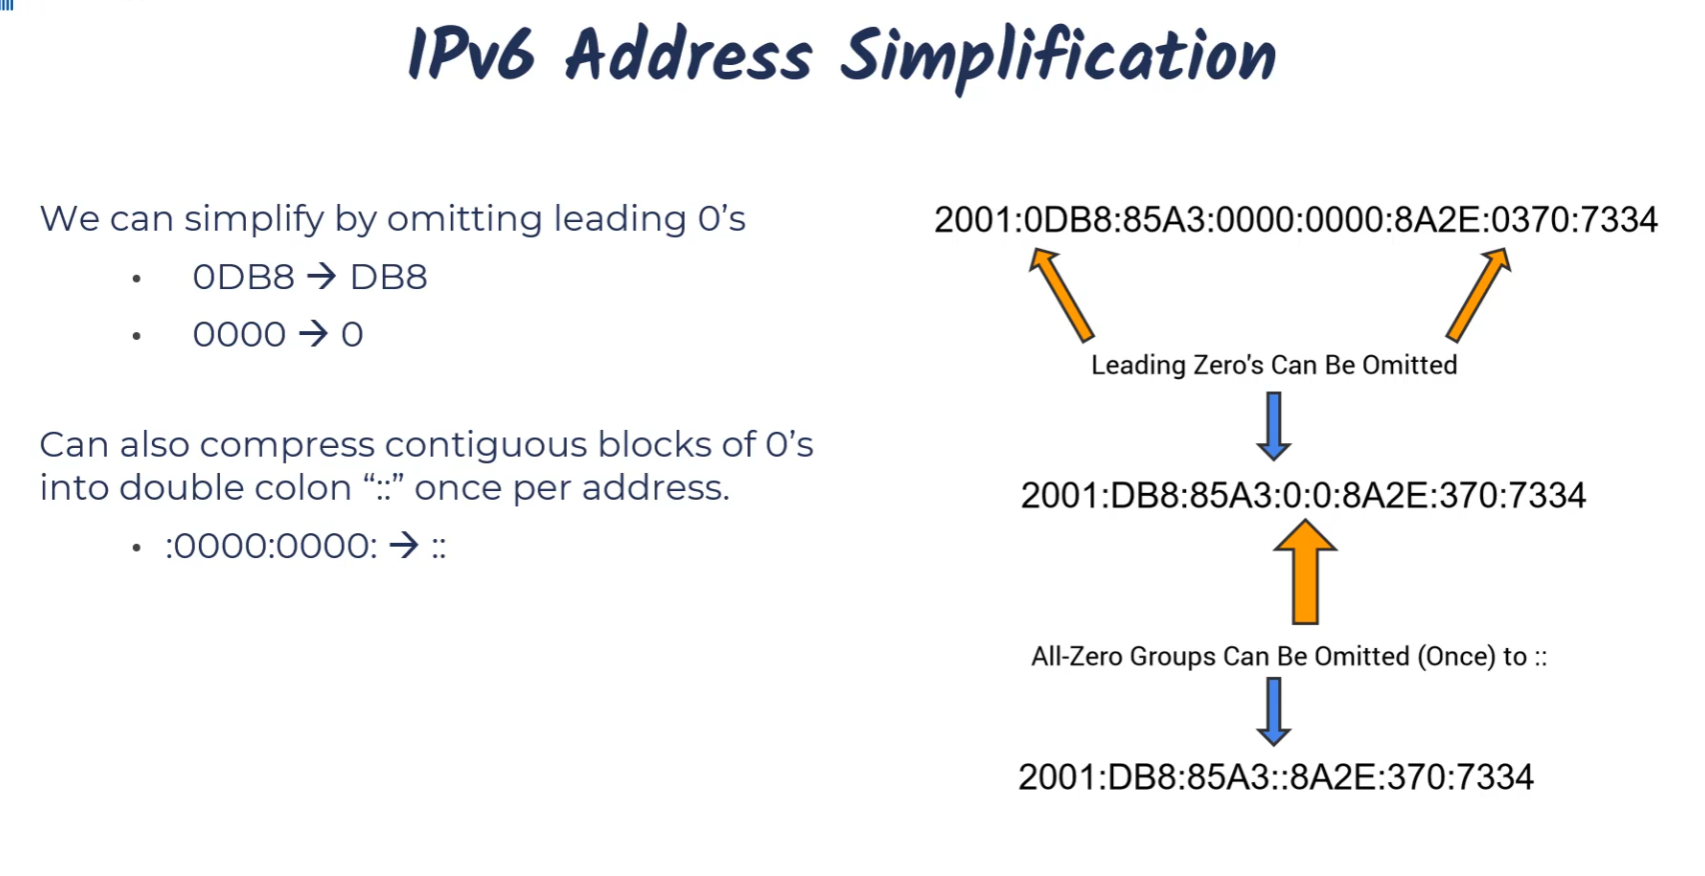 IPv6 Address Simplification
We can simplify by omitting leading 0's
• 0DB8 → DB8
• 0000 → 0
Can also compress contiguous blocks of 0's
into double colon “::” once per address.
• :0000:0000: → ::
2001:0DB8:85A3:0000:0000:8A2E:0370:7334
Leading Zero's Can Be Omitted
2001:DB8:85A3:0:0:8A2E:370:7334
All-Zero Groups Can Be Omitted (Once) to ::
2001:DB8:85A3::8A2E:370:7334